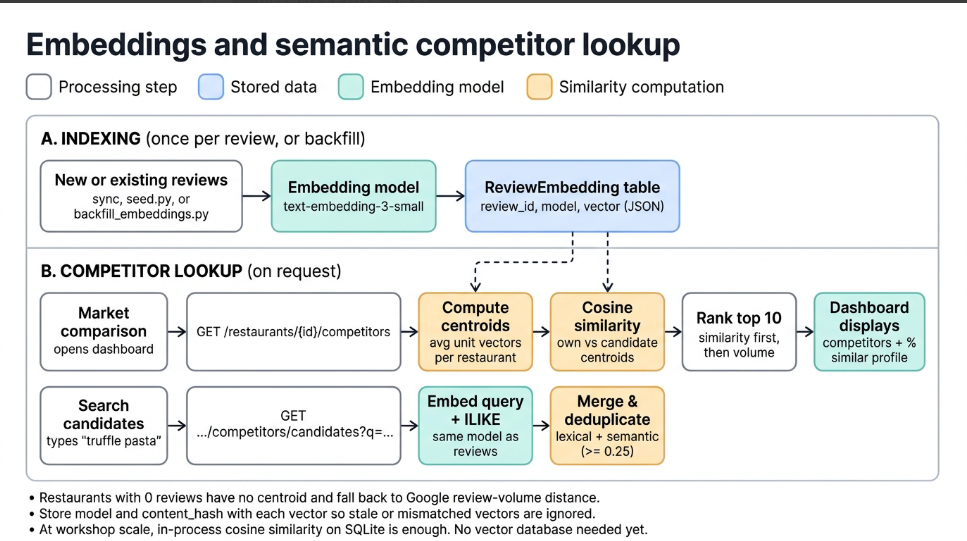 Embeddings and semantic competitor lookup
Processing step
Stored data
Embedding model
Similarity computation
A. INDEXING (once per review, or backfill)
New or existing reviews
sync, seed.py, or
backfill_embeddings.py
Embedding model
text-embedding-3-small
ReviewEmbedding table
review_id, model, vector (JSON)
B. COMPETITOR LOOKUP (on request)
Market
comparison
opens dashboard
GET /restaurants/{id}/competitors
Compute
centroids
avg unit vectors
per restaurant
Cosine
similarity
own vs candidate
centroids
Rank top 10
similarity first,
then volume
Dashboard
displays
competitors + %
similar profile
Search
candidates
types "truffle pasta"
GET
.../competitors/candidates?q=...
Embed query
+ ILIKE
same model as
reviews
Merge &
deduplicate
lexical + semantic
(>= 0.25)
• Restaurants with 0 reviews have no centroid and fall back to Google review-volume distance.
• Store model and content_hash with each vector so stale or mismatched vectors are ignored.
• At workshop scale, in-process cosine similarity on SQLite is enough. No vector database needed yet.